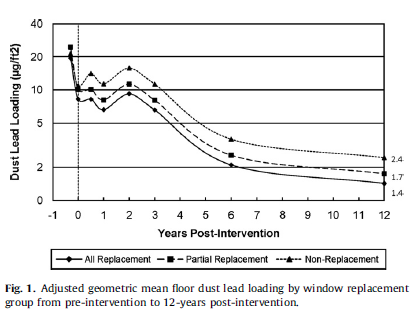 Dust Lead Loading (µg/ft2)
40
20
10
5
2
0
2.4
1.7
1.4
-1 0 1 2 3 4 5 6 7 8 9 10 11 12
Years Post-Intervention
All Replacement Partial Replacement Non-Replacement
Fig. 1. Adjusted geometric mean floor dust lead loading by window replacement
group from pre-intervention to 12-years post-intervention.